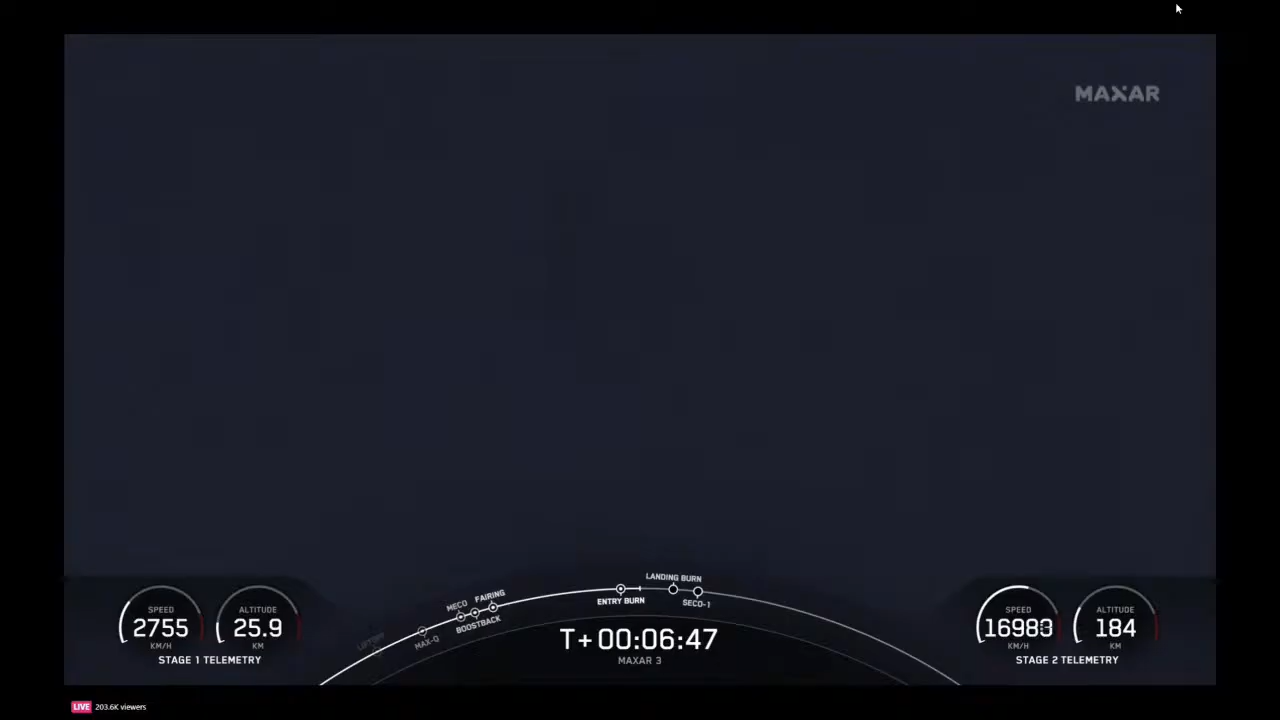 MAXAR
SPEED
2755
KM/H
ALTITUDE
25.9
KM
STAGE 1 TELEMETRY
LIFTOFF
MAX-Q
MECO
BOOSTBACK
FAIRING
ENTRY BURN
LANDING BURN
SECO-1
T+00:06:47
MAXAR 3
SPEED
16983
KM/H
ALTITUDE
184
KM
STAGE 2 TELEMETRY
LIVE 203.6K viewers